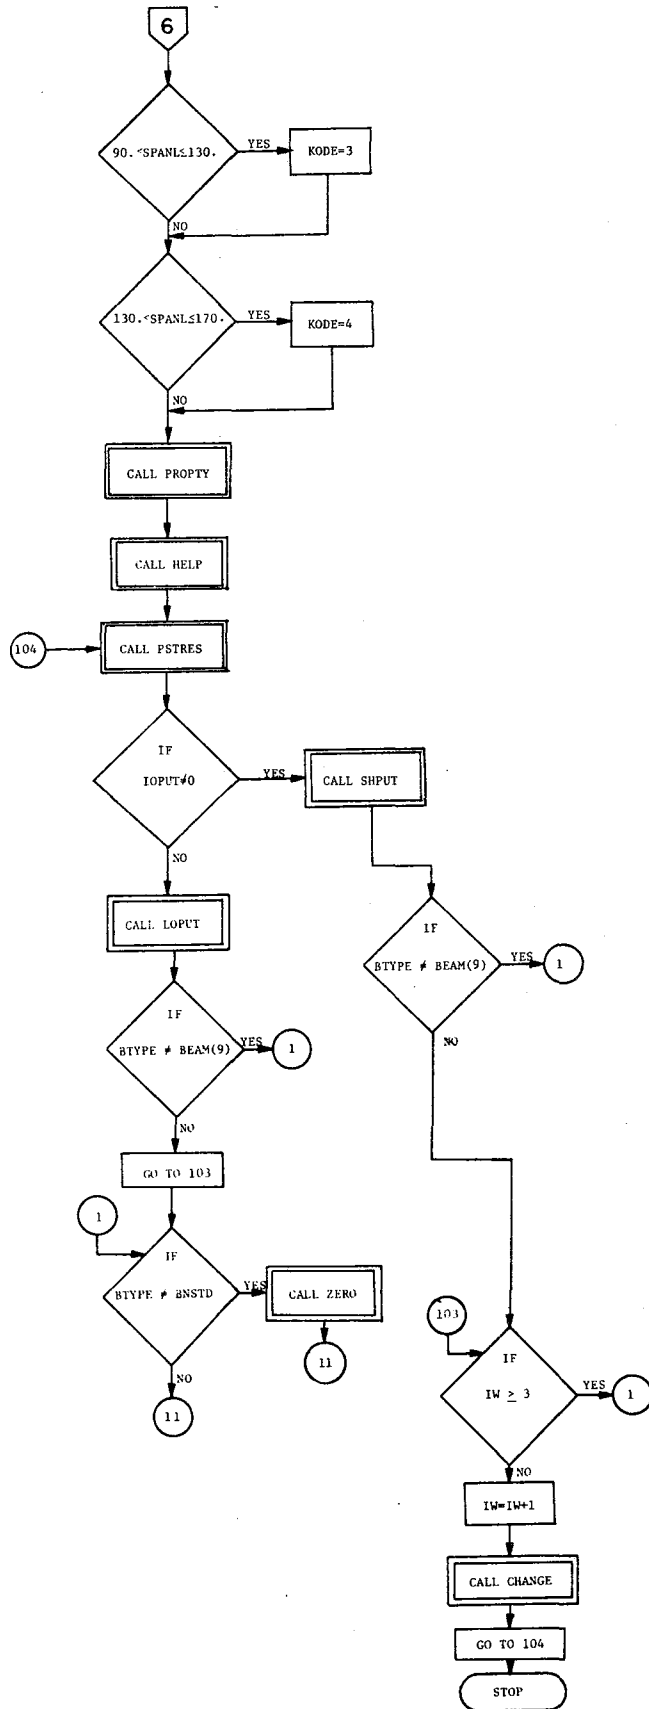 6
90.<SPANL≤130.
YES
KODE=3
NO
130.<SPANL≤170.
YES
KODE=4
NO
CALL PROPTY
CALL HELP
104
CALL PSTRES
IF
IOPUT≠0
YES
CALL SHPUT
NO
CALL LOPUT
IF
BTYPE ≠ BEAM(9)
YES
1
NO
IF
BTYPE ≠ BEAM(9)
YES
1
NO
GO TO 103
1
IF
BTYPE ≠ BNSTD
YES
CALL ZERO
11
NO
11
103
IF
IW ≥ 3
YES
1
NO
IW=IW+1
CALL CHANGE
GO TO 104
STOP